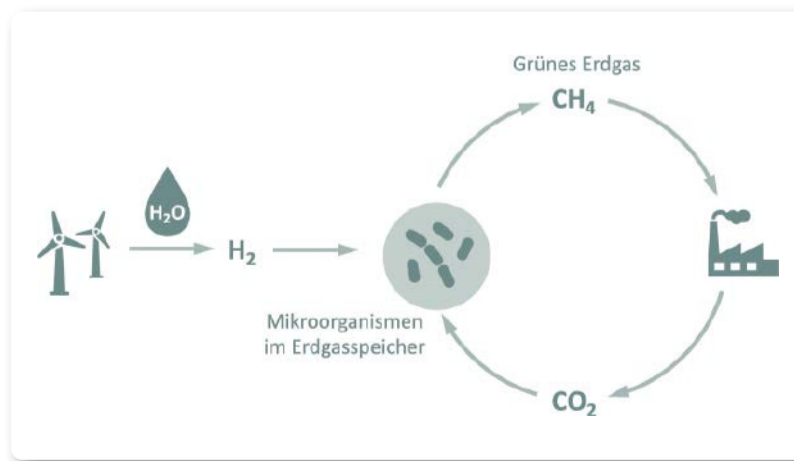 Grünes Erdgas
CH₄
H₂O
H₂
Mikroorganismen
im Erdgasspeicher
CO₂